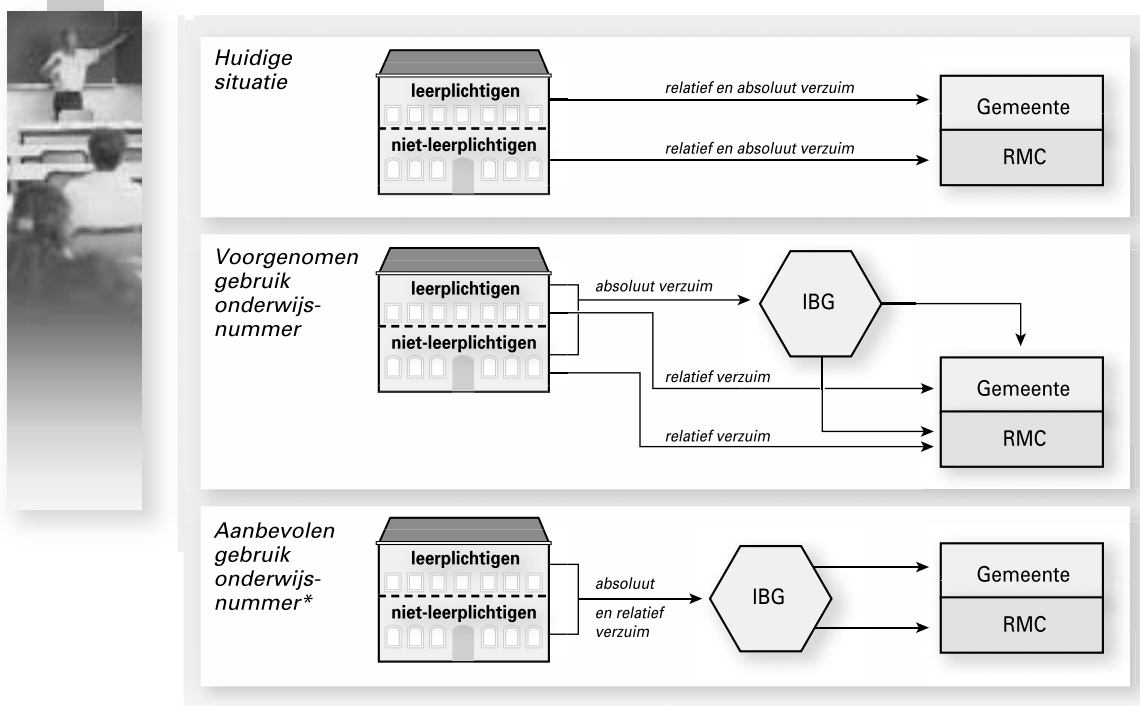 Huidige
situatie
leerplichtigen
niet-leerplichtigen
relatief en absoluut verzuim
relatief en absoluut verzuim
Gemeente
RMC
Voorgenomen
gebruik
onderwijs-
nummer
leerplichtigen
niet-leerplichtigen
absoluut verzuim
relatief verzuim
relatief verzuim
IBG
Gemeente
RMC
Aanbevolen
gebruik
onderwijs-
nummer*
leerplichtigen
niet-leerplichtigen
absoluut
en relatief
verzuim
IBG
Gemeente
RMC